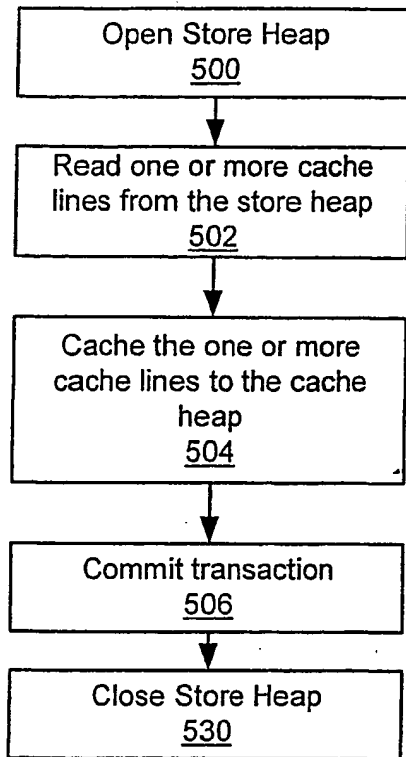 Open Store Heap
500
Read one or more cache
lines from the store heap
502
Cache the one or more
cache lines to the cache
heap
504
Commit transaction
506
Close Store Heap
530